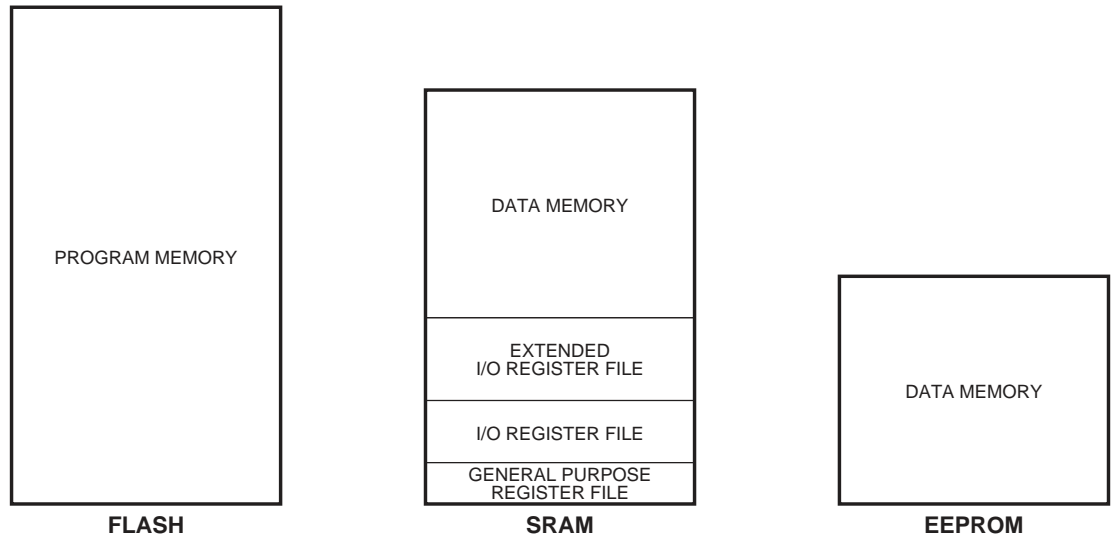 PROGRAM MEMORY
FLASH
DATA MEMORY
EXTENDED
I/O REGISTER FILE
I/O REGISTER FILE
GENERAL PURPOSE
REGISTER FILE
SRAM
DATA MEMORY
EEPROM